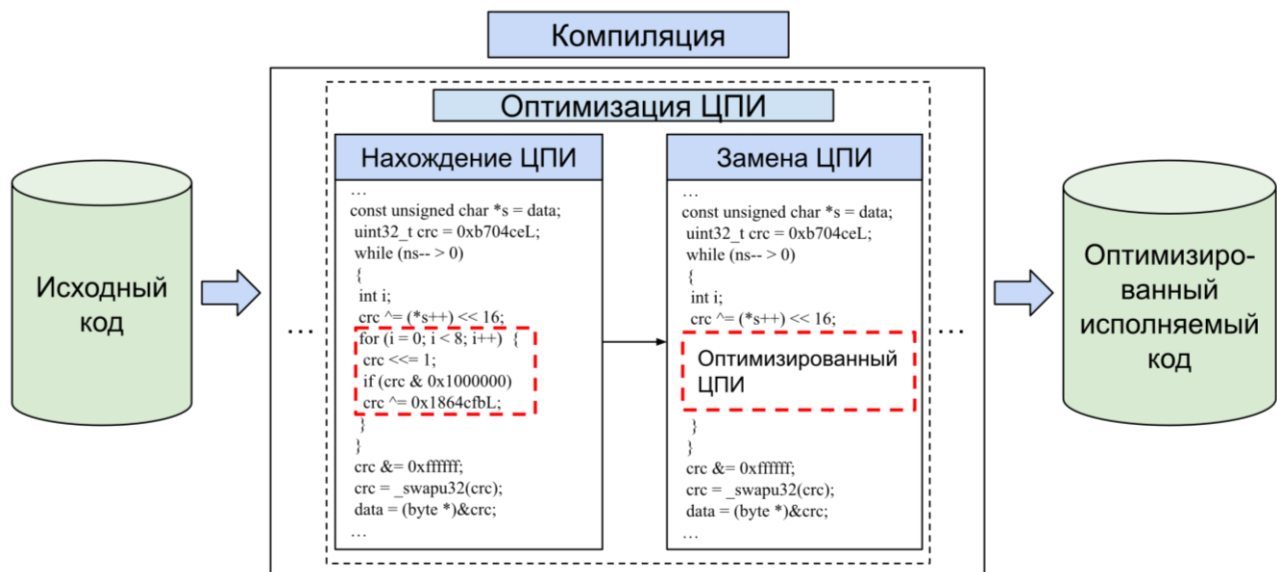 Компиляция
Оптимизация ЦПИ
Исходный
код
…
Нахождение ЦПИ
…
const unsigned char *s = data;
uint32_t crc = 0xb704ceL;
while (ns-- > 0)
{
int i;
crc ^= (*s++) << 16;
for (i = 0; i < 8; i++) {
crc <<= 1;
if (crc & 0x1000000)
crc ^= 0x1864cfbL;
}
}
crc &= 0xffffff;
crc = _swapu32(crc);
data = (byte *)&crc;
…
Замена ЦПИ
…
const unsigned char *s = data;
uint32_t crc = 0xb704ceL;
while (ns-- > 0)
{
int i;
crc ^= (*s++) << 16;
Оптимизированный
ЦПИ
}
}
crc &= 0xffffff;
crc = _swapu32(crc);
data = (byte *)&crc;
…
…
Оптимизиро-
ванный
исполняемый
код